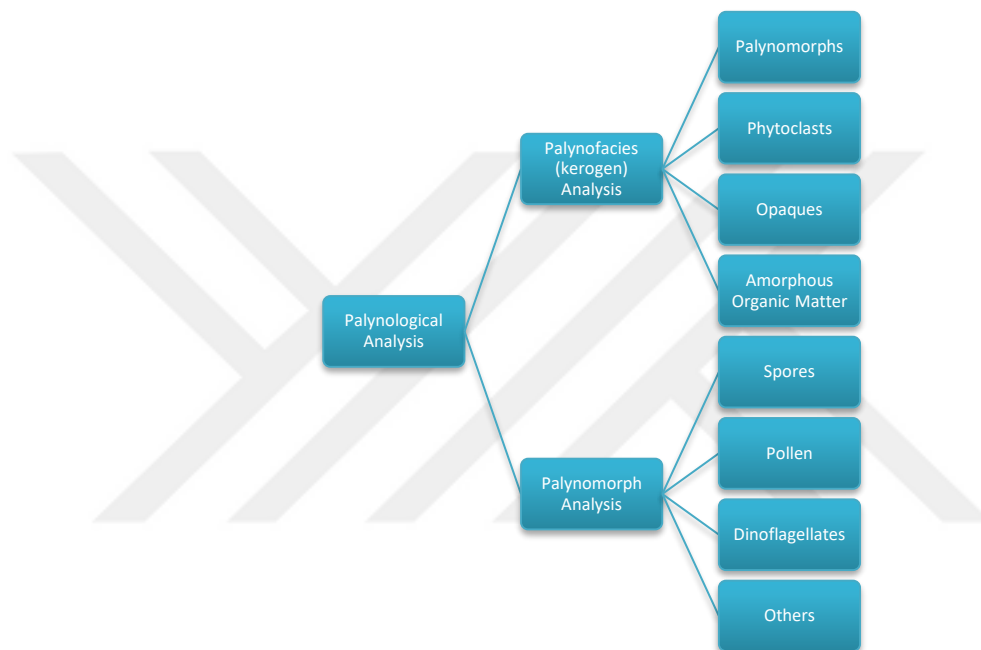 Palynological
Analysis
Palynofacies
(kerogen)
Analysis
Palynomorphs
Phytoclasts
Opaques
Amorphous
Organic Matter
Palynomorph
Analysis
Spores
Pollen
Dinoflagellates
Others